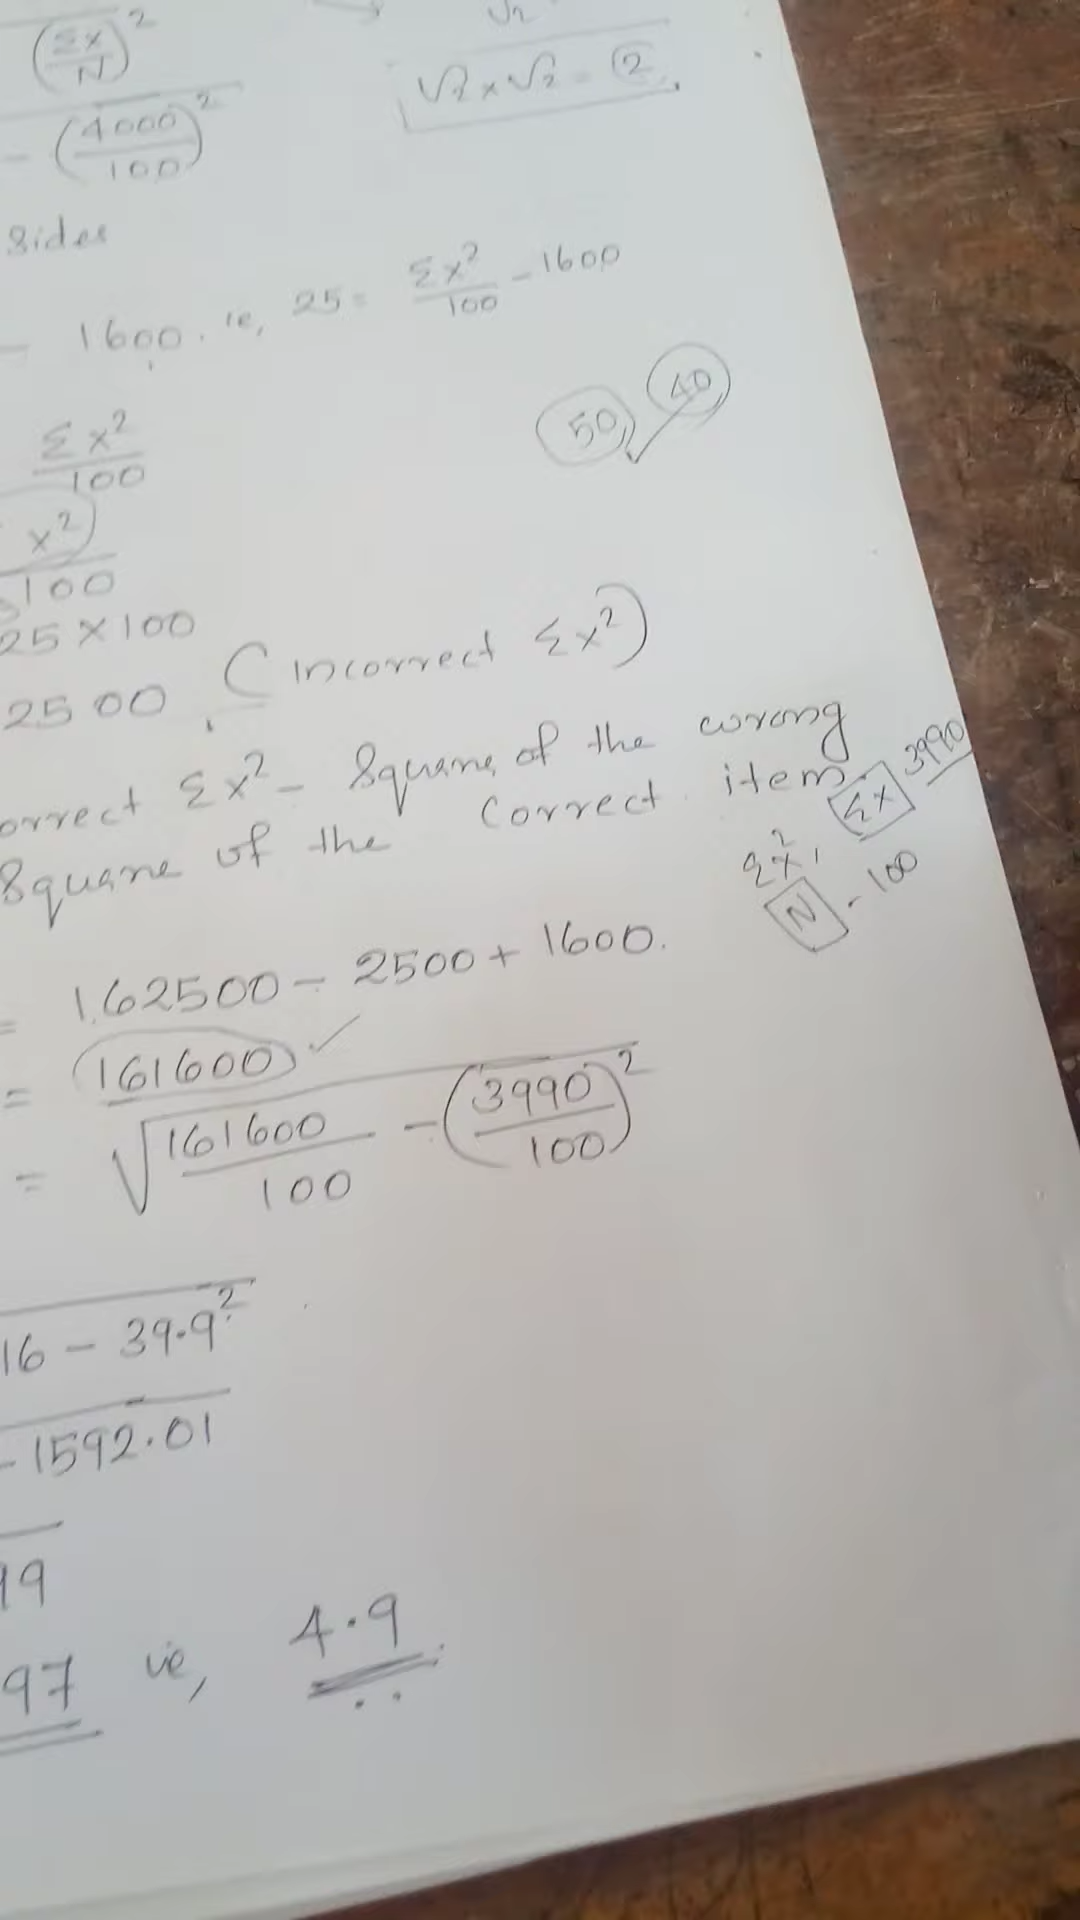 (Σx/N)²
√2
√2 × √2 = 2
- (4000/100)²
Sides
- 1600. ie, 25 = Σx²/100 - 1600
50 40
Σx²/100
x²/100
25 × 100
2500 (Incorrect Σx²)
orrect Σx² - Square of the wrong
Square of the correct item
Σx 3990
Σx²,
N - 100
= 162500 - 2500 + 1600.
= 161600 ✓
= √161600/100 - (3990/100)²
16 - 39.9²
- 1592.01
99
97 ie, 4.9